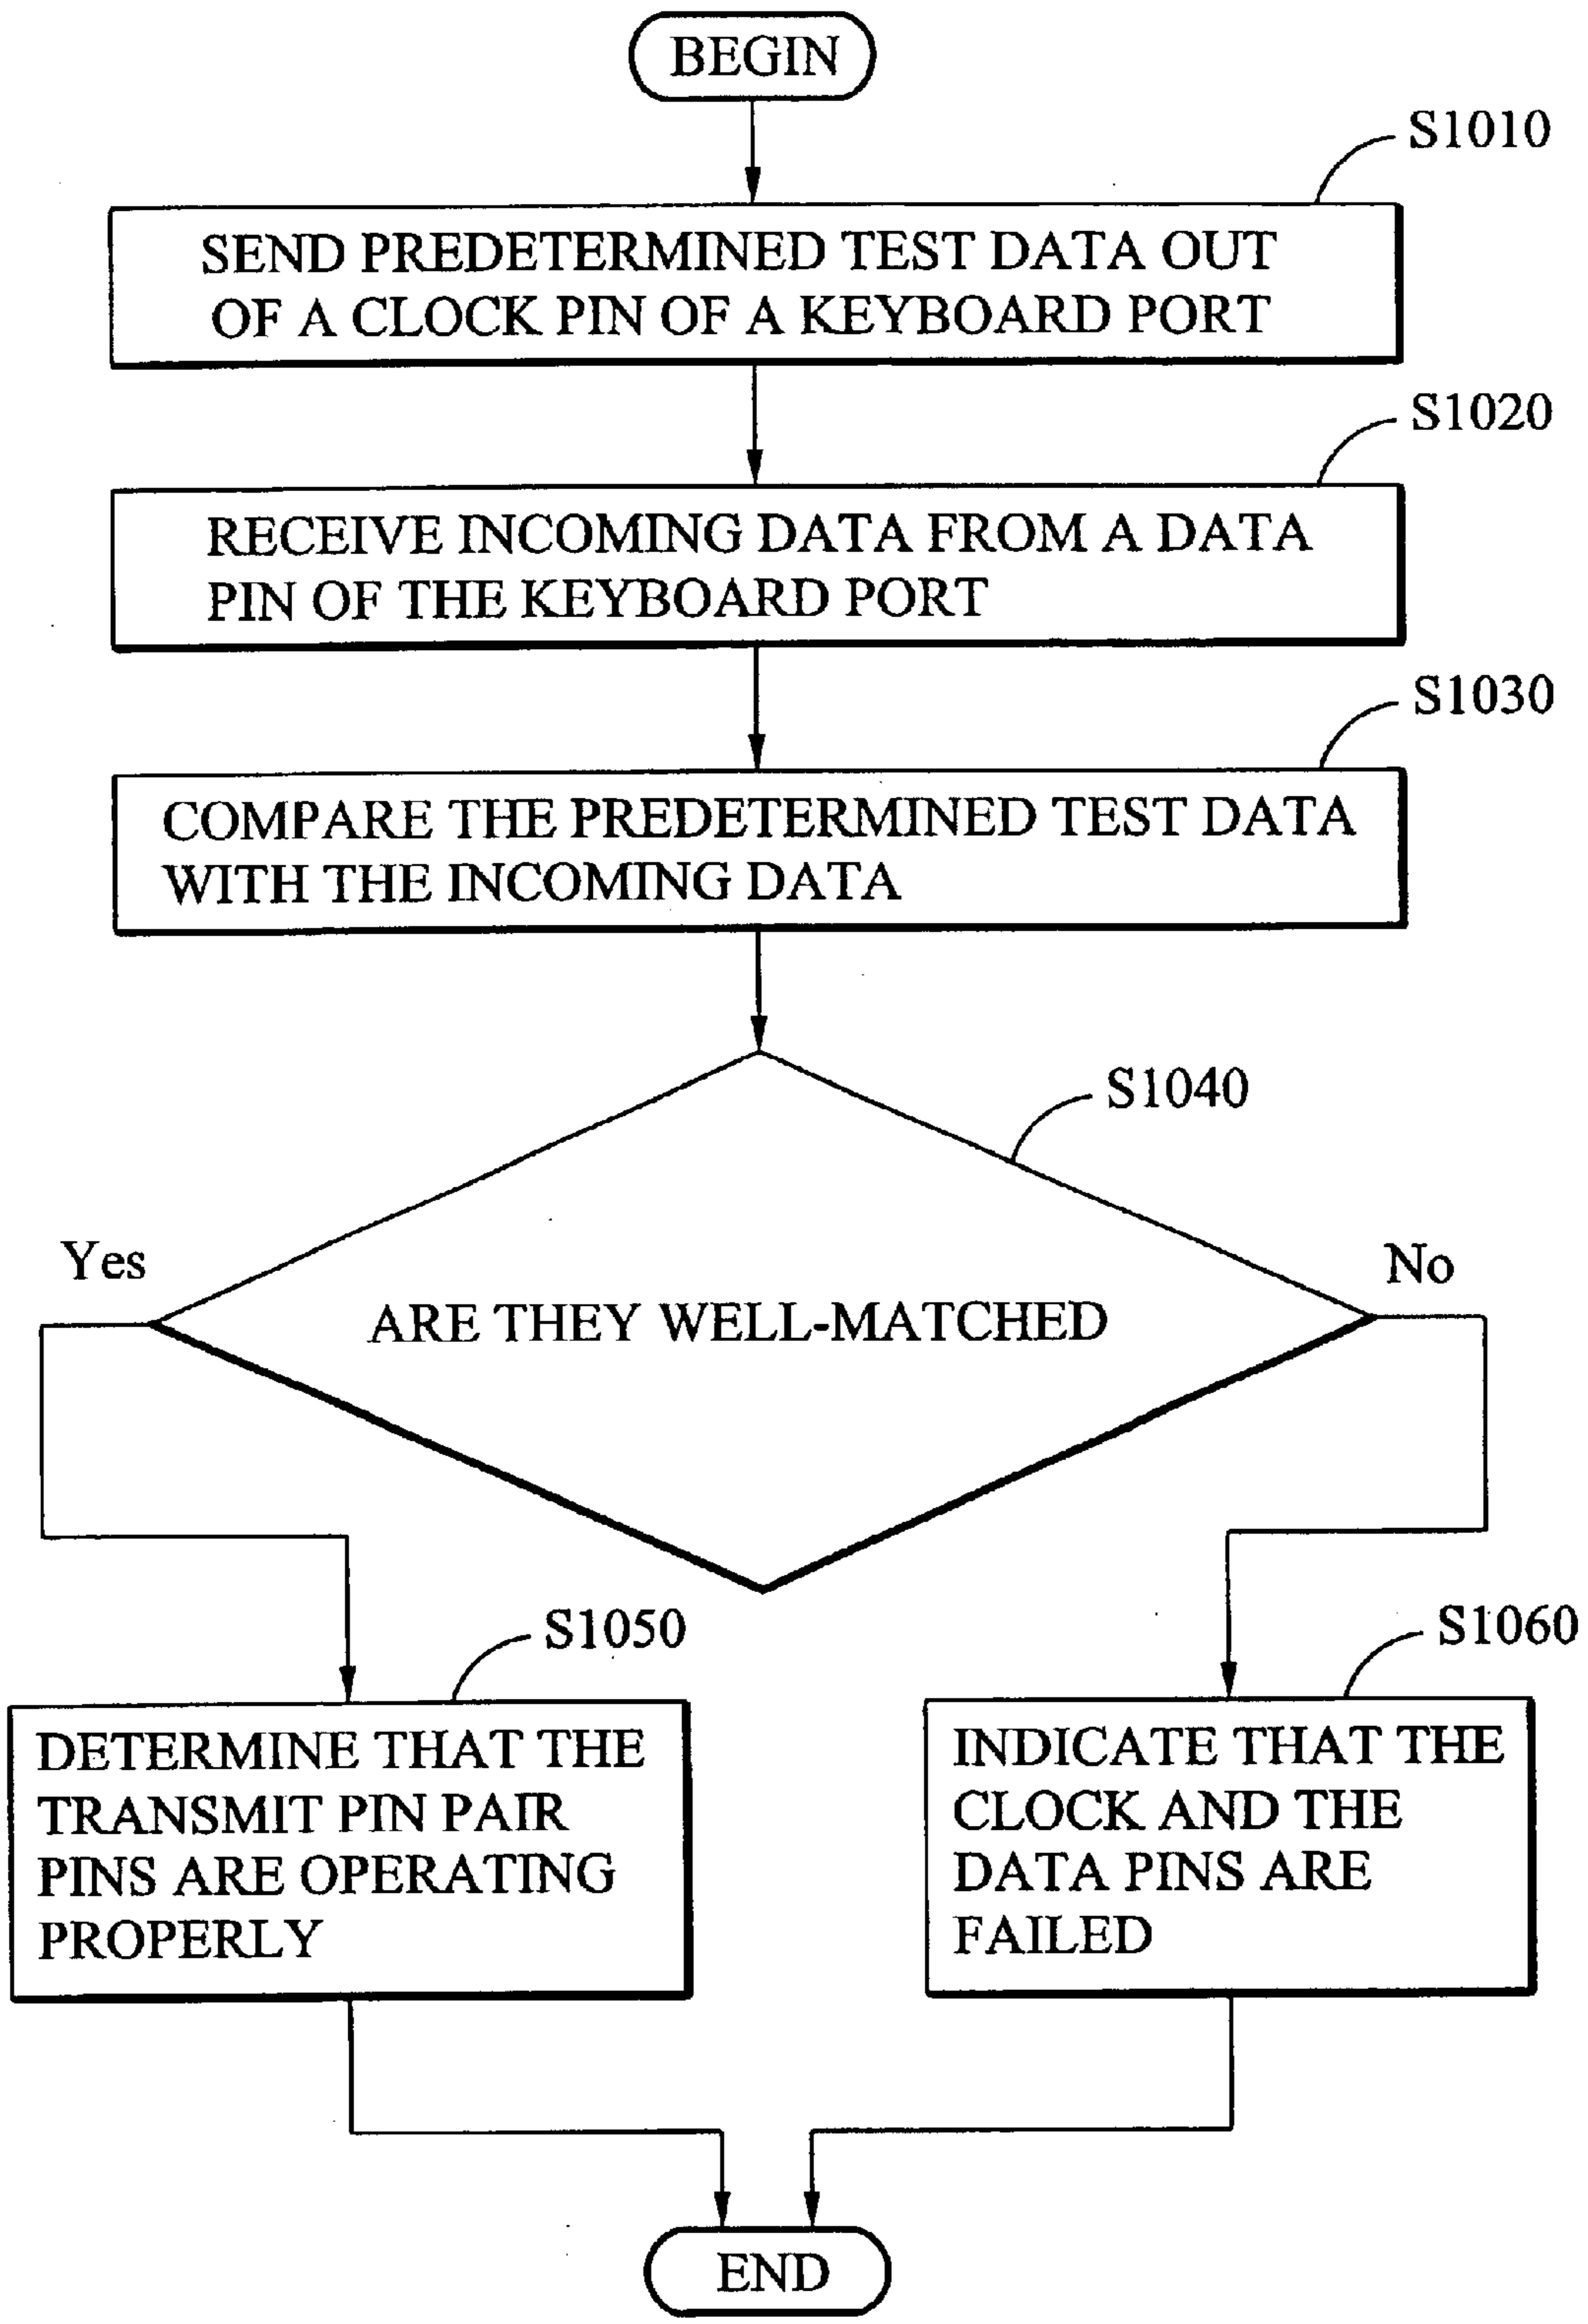 BEGIN
S1010
SEND PREDETERMINED TEST DATA OUT
OF A CLOCK PIN OF A KEYBOARD PORT
S1020
RECEIVE INCOMING DATA FROM A DATA
PIN OF THE KEYBOARD PORT
S1030
COMPARE THE PREDETERMINED TEST DATA
WITH THE INCOMING DATA
S1040
Yes
No
ARE THEY WELL-MATCHED
S1050
DETERMINE THAT THE
TRANSMIT PIN PAIR
PINS ARE OPERATING
PROPERLY
S1060
INDICATE THAT THE
CLOCK AND THE
DATA PINS ARE
FAILED
END